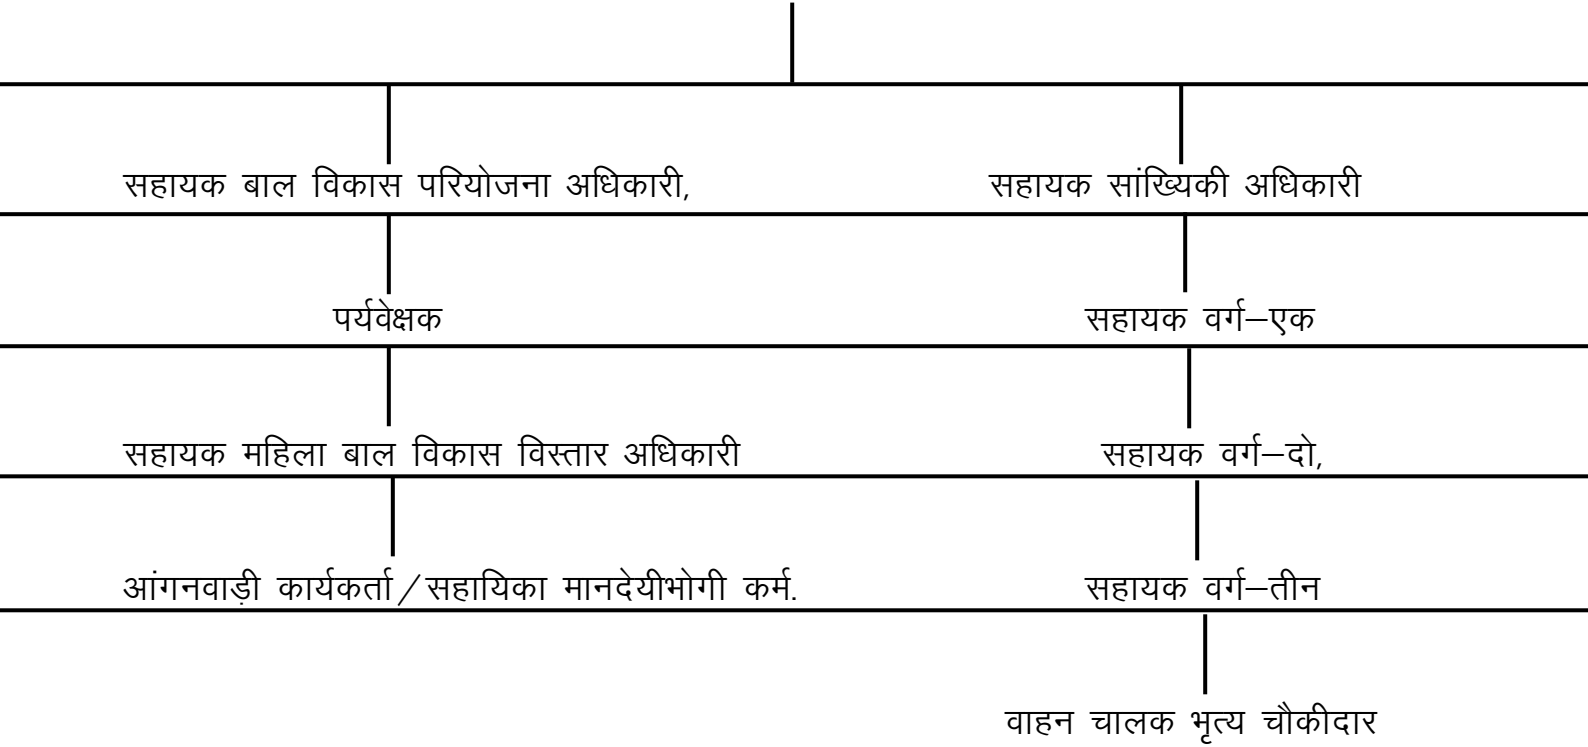 सहायक बाल विकास परियोजना अधिकारी, सहायक सांख्यिकी अधिकारी
पर्यवेक्षक सहायक वर्ग–एक
सहायक महिला बाल विकास विस्तार अधिकारी सहायक वर्ग–दो,
आंगनवाड़ी कार्यकर्ता/सहायिका मानदेयीभोगी कर्म. सहायक वर्ग–तीन
वाहन चालक भृत्य चौकीदार